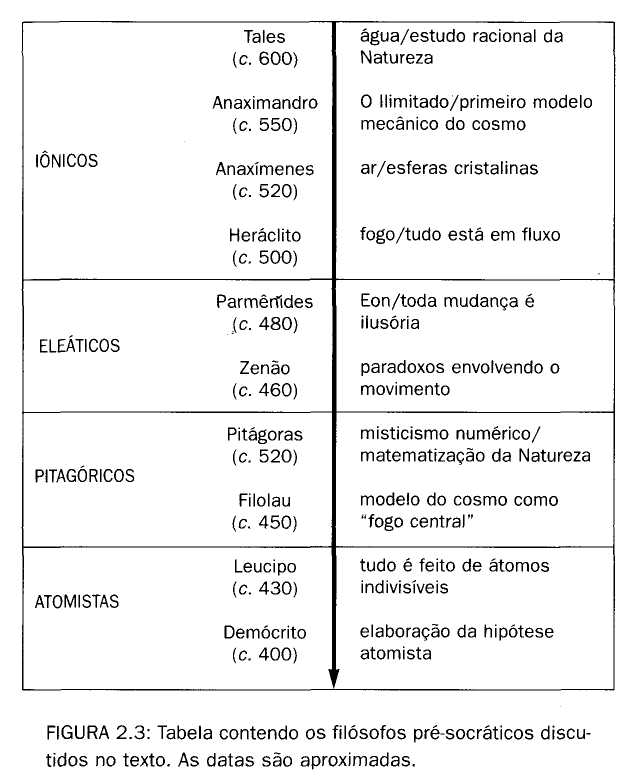 Tales
(c. 600)
água/estudo racional da
Natureza
Anaximandro
(c. 550)
O Ilimitado/primeiro modelo
mecânico do cosmo
IÔNICOS
Anaxímenes
(c. 520)
ar/esferas cristalinas
Heráclito
(c. 500)
fogo/tudo está em fluxo
ELEÁTICOS
Parmênides
(c. 480)
Eon/toda mudança é
ilusória
Zenão
(c. 460)
paradoxos envolvendo o
movimento
PITAGÓRICOS
Pitágoras
(c. 520)
misticismo numérico/
matematização da Natureza
Filolau
(c. 450)
modelo do cosmo como
“fogo central”
ATOMISTAS
Leucipo
(c. 430)
tudo é feito de átomos
indivisíveis
Demócrito
(c. 400)
elaboração da hipótese
atomista
FIGURA 2.3: Tabela contendo os filósofos pré-socráticos discu-
tidos no texto. As datas são aproximadas.